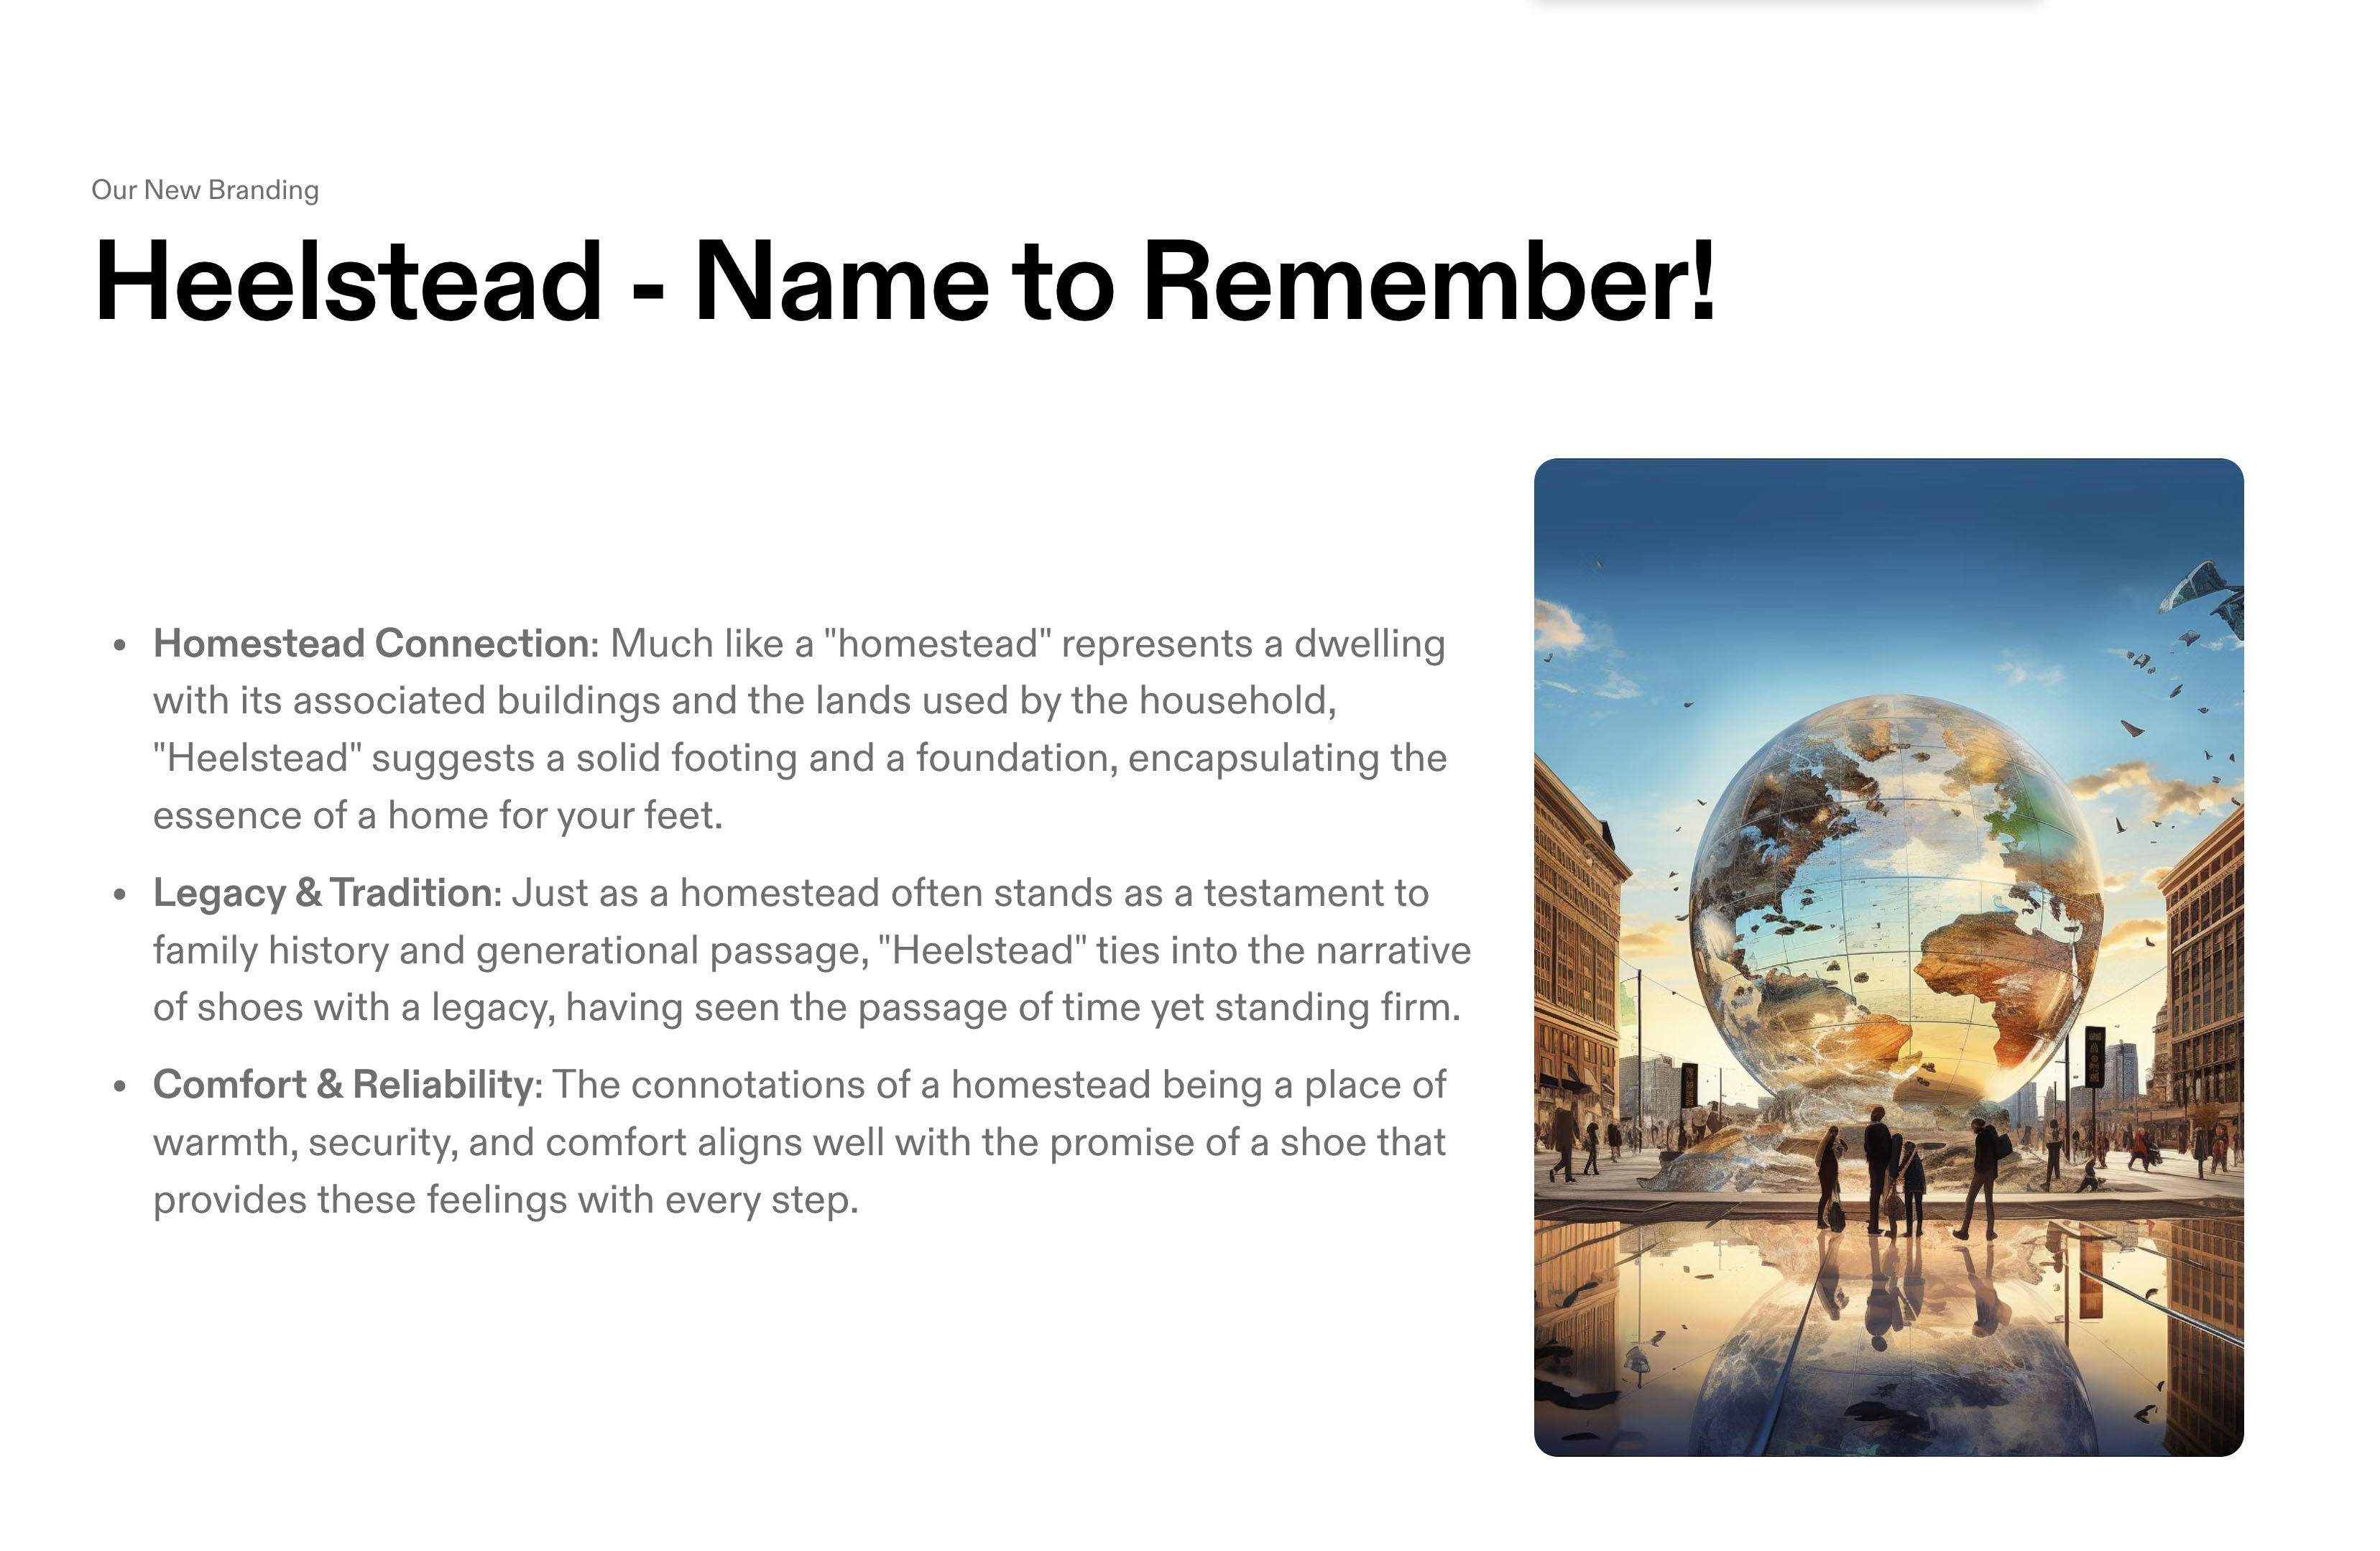 Our New Branding
Heelstead - Name to Remember!
• Homestead Connection: Much like a "homestead" represents a dwelling
with its associated buildings and the lands used by the household,
"Heelstead" suggests a solid footing and a foundation, encapsulating the
essence of a home for your feet.
• Legacy & Tradition: Just as a homestead often stands as a testament to
family history and generational passage, "Heelstead" ties into the narrative
of shoes with a legacy, having seen the passage of time yet standing firm.
• Comfort & Reliability: The connotations of a homestead being a place of
warmth, security, and comfort aligns well with the promise of a shoe that
provides these feelings with every step.